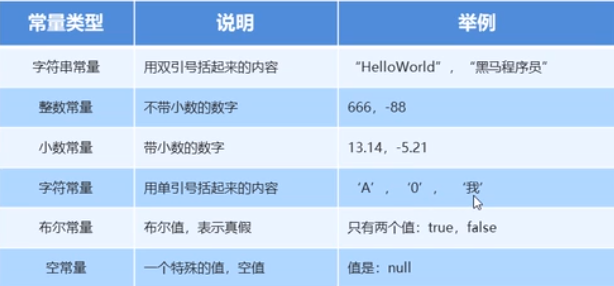 常量类型 说明 举例
字符串常量 用双引号括起来的内容 “HelloWorld”，“黑马程序员”
整数常量 不带小数的数字 666，-88
小数常量 带小数的数字 13.14，-5.21
字符常量 用单引号括起来的内容 ‘A’，‘0’，‘我’
布尔常量 布尔值，表示真假 只有两个值：true，false
空常量 一个特殊的值，空值 值是：null